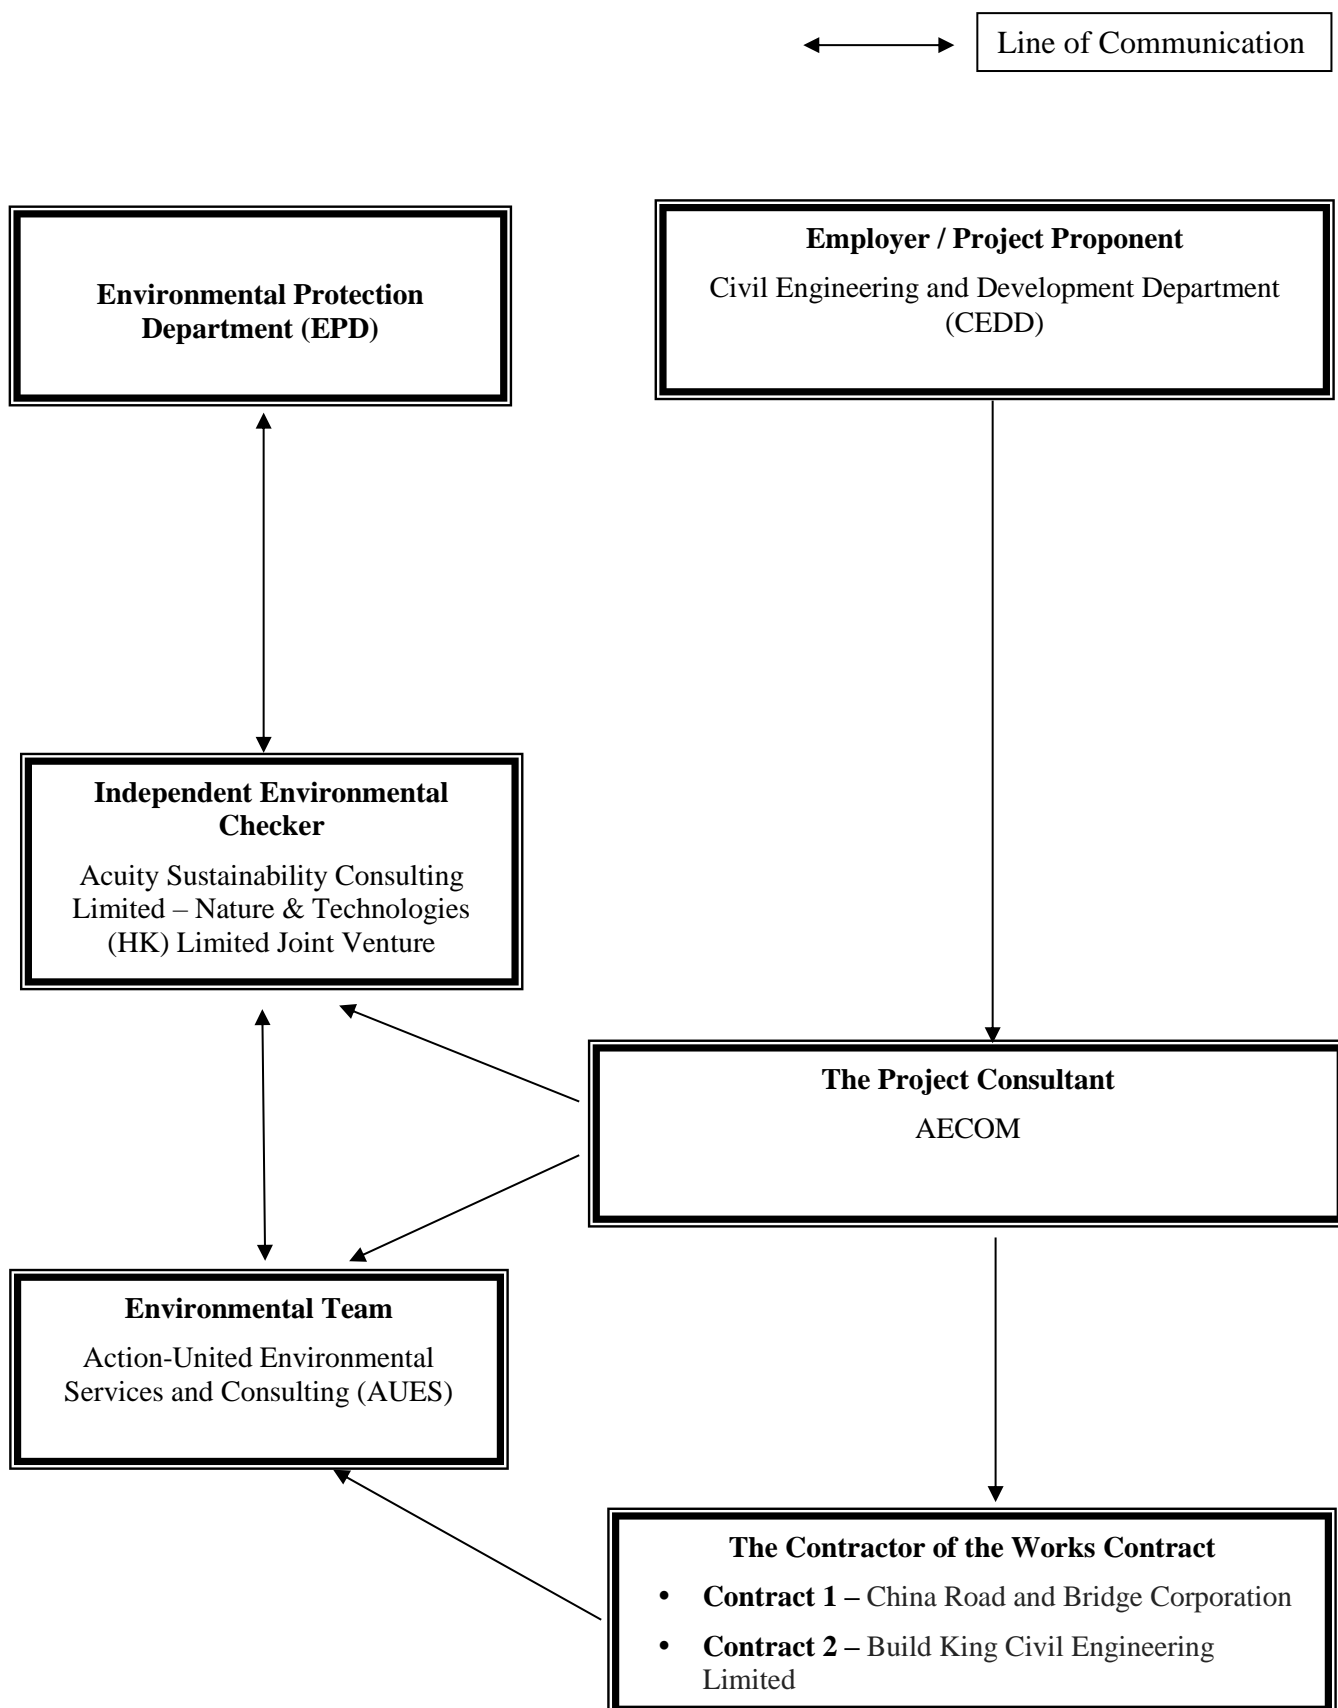 Line of Communication
Environmental Protection
Department (EPD)
Employer / Project Proponent
Civil Engineering and Development Department
(CEDD)
Independent Environmental
Checker
Acuity Sustainability Consulting
Limited – Nature & Technologies
(HK) Limited Joint Venture
The Project Consultant
AECOM
Environmental Team
Action-United Environmental
Services and Consulting (AUES)
The Contractor of the Works Contract
• Contract 1 – China Road and Bridge Corporation
• Contract 2 – Build King Civil Engineering
Limited